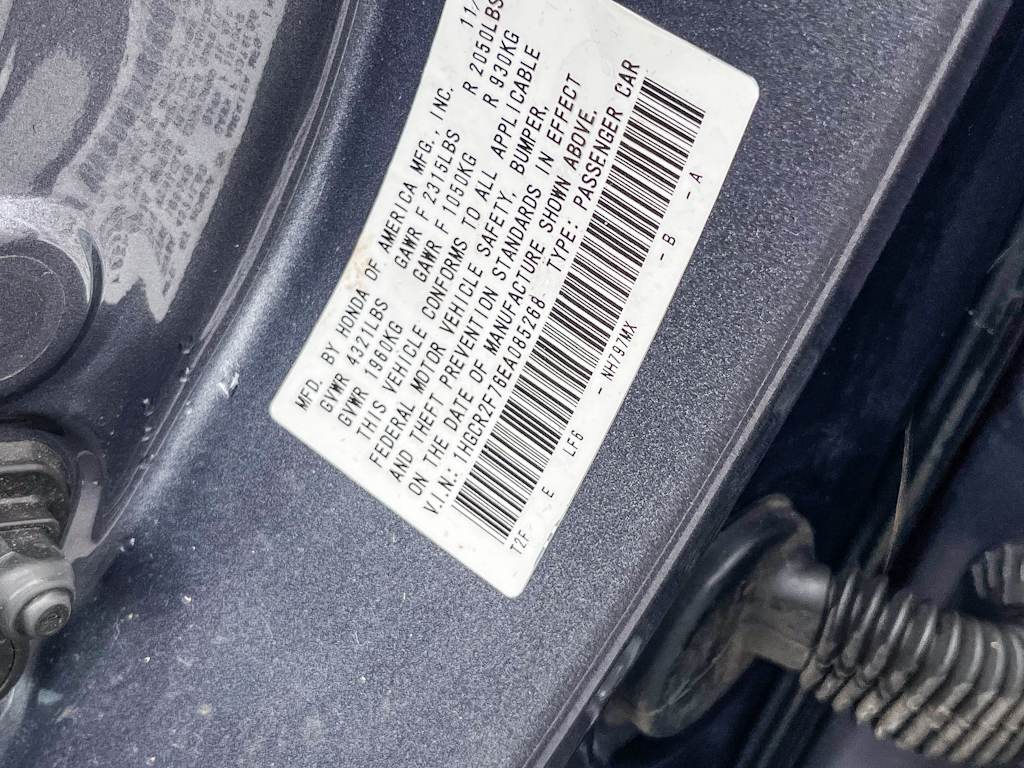 MFD. BY HONDA OF AMERICA MFG., INC. 11/
GVWR 4321LBS GAWR F 2315LBS R 2050LBS
GVWR 1960KG GAWR F 1050KG R 930KG
THIS VEHICLE CONFORMS TO ALL APPLICABLE
FEDERAL MOTOR VEHICLE SAFETY, BUMPER,
AND THEFT PREVENTION STANDARDS IN EFFECT
ON THE DATE OF MANUFACTURE SHOWN ABOVE.
V.I.N.: 1HGCR2F76EA085268 TYPE: PASSENGER CAR
T2F E LF6 - NH797MX - B - A